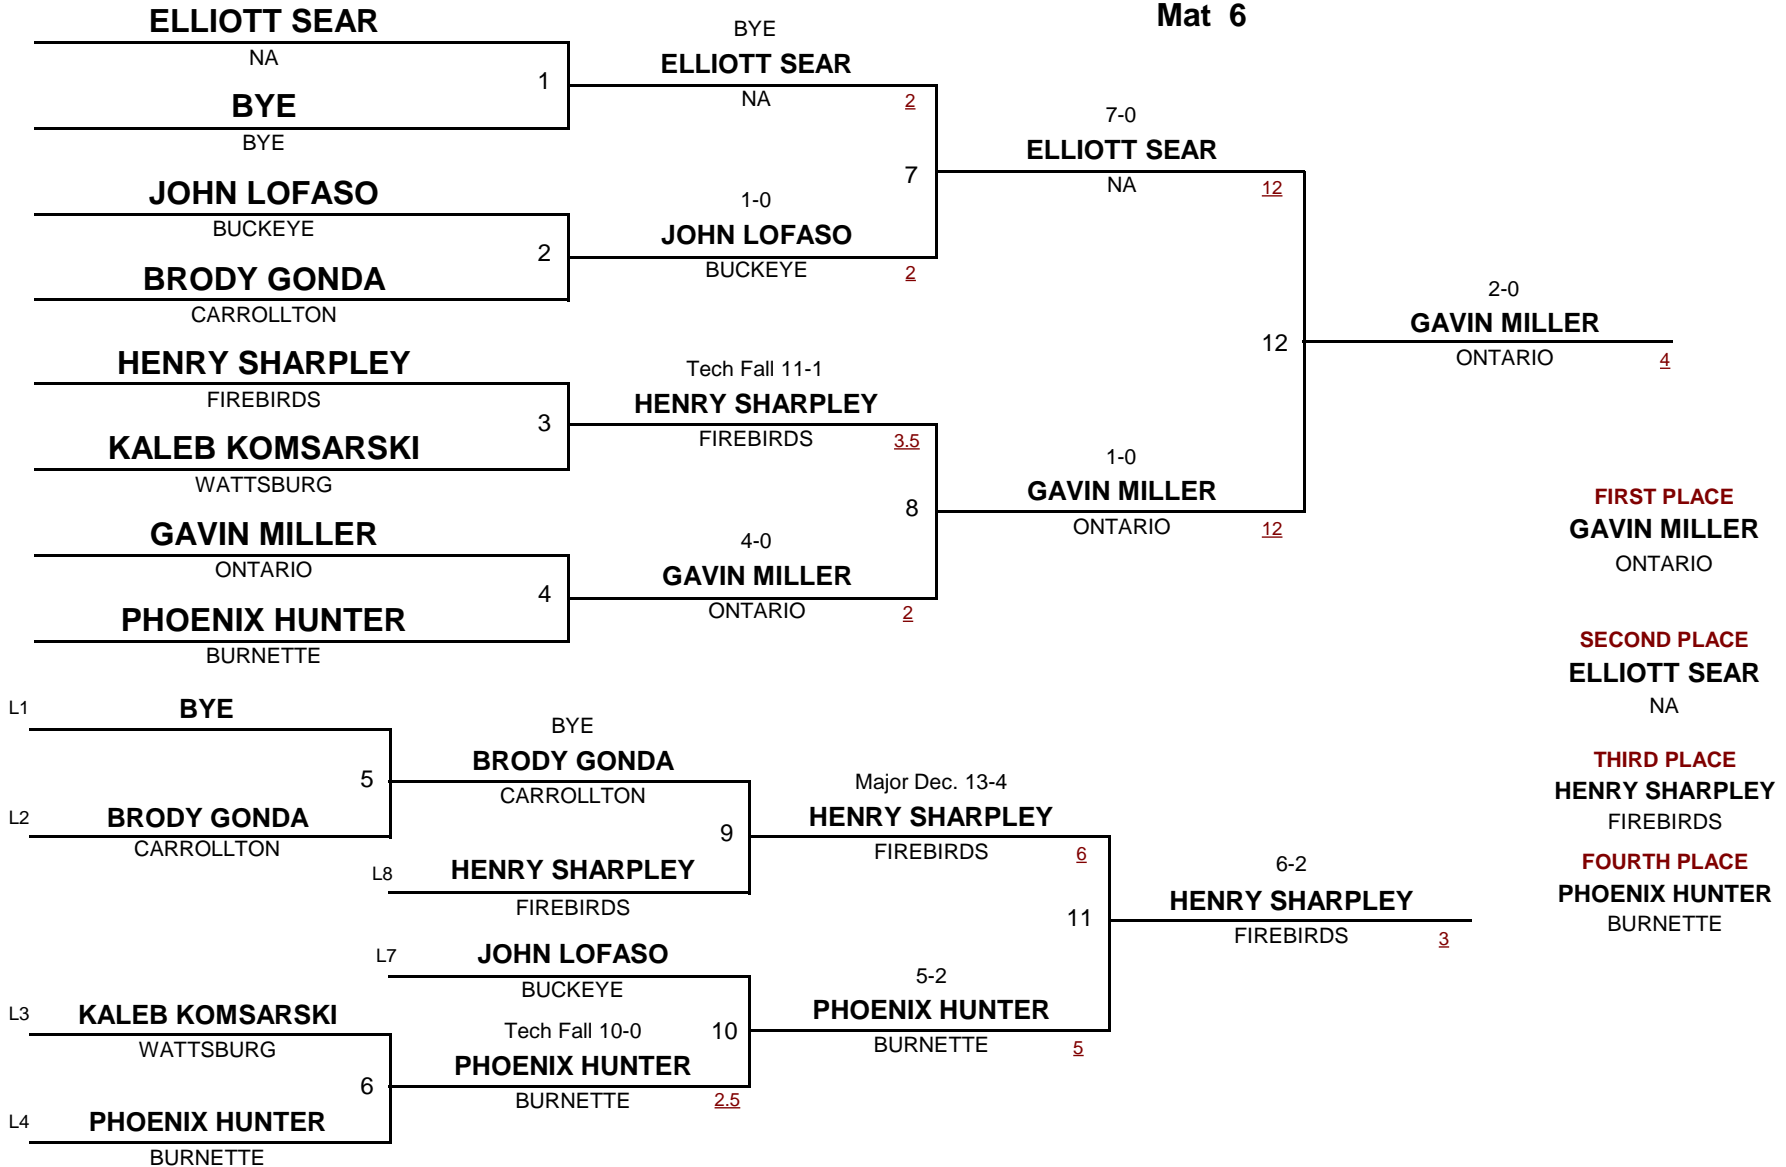 Mat 6
ELLIOTT SEAR
NA
1
BYE
BYE
JOHN LOFASO
BUCKEYE
2
BRODY GONDA
CARROLLTON
HENRY SHARPLEY
FIREBIRDS
3
KALEB KOMSARSKI
WATTSBURG
GAVIN MILLER
ONTARIO
4
PHOENIX HUNTER
BURNETTE
BYE
ELLIOTT SEAR
NA
2
7
1-0
JOHN LOFASO
BUCKEYE
2
Tech Fall 11-1
HENRY SHARPLEY
FIREBIRDS
3.5
8
4-0
GAVIN MILLER
ONTARIO
2
7-0
ELLIOTT SEAR
NA
12
12
1-0
GAVIN MILLER
ONTARIO
12
2-0
GAVIN MILLER
ONTARIO
4
FIRST PLACE
GAVIN MILLER
ONTARIO
SECOND PLACE
ELLIOTT SEAR
NA
THIRD PLACE
HENRY SHARPLEY
FIREBIRDS
FOURTH PLACE
PHOENIX HUNTER
BURNETTE
L1
BYE
5
L2
BRODY GONDA
CARROLLTON
L3
KALEB KOMSARSKI
WATTSBURG
6
L4
PHOENIX HUNTER
BURNETTE
BYE
BRODY GONDA
CARROLLTON
9
L8
HENRY SHARPLEY
FIREBIRDS
L7
JOHN LOFASO
BUCKEYE
10
Tech Fall 10-0
PHOENIX HUNTER
BURNETTE
2.5
Major Dec. 13-4
HENRY SHARPLEY
FIREBIRDS
6
11
5-2
PHOENIX HUNTER
BURNETTE
5
6-2
HENRY SHARPLEY
FIREBIRDS
3